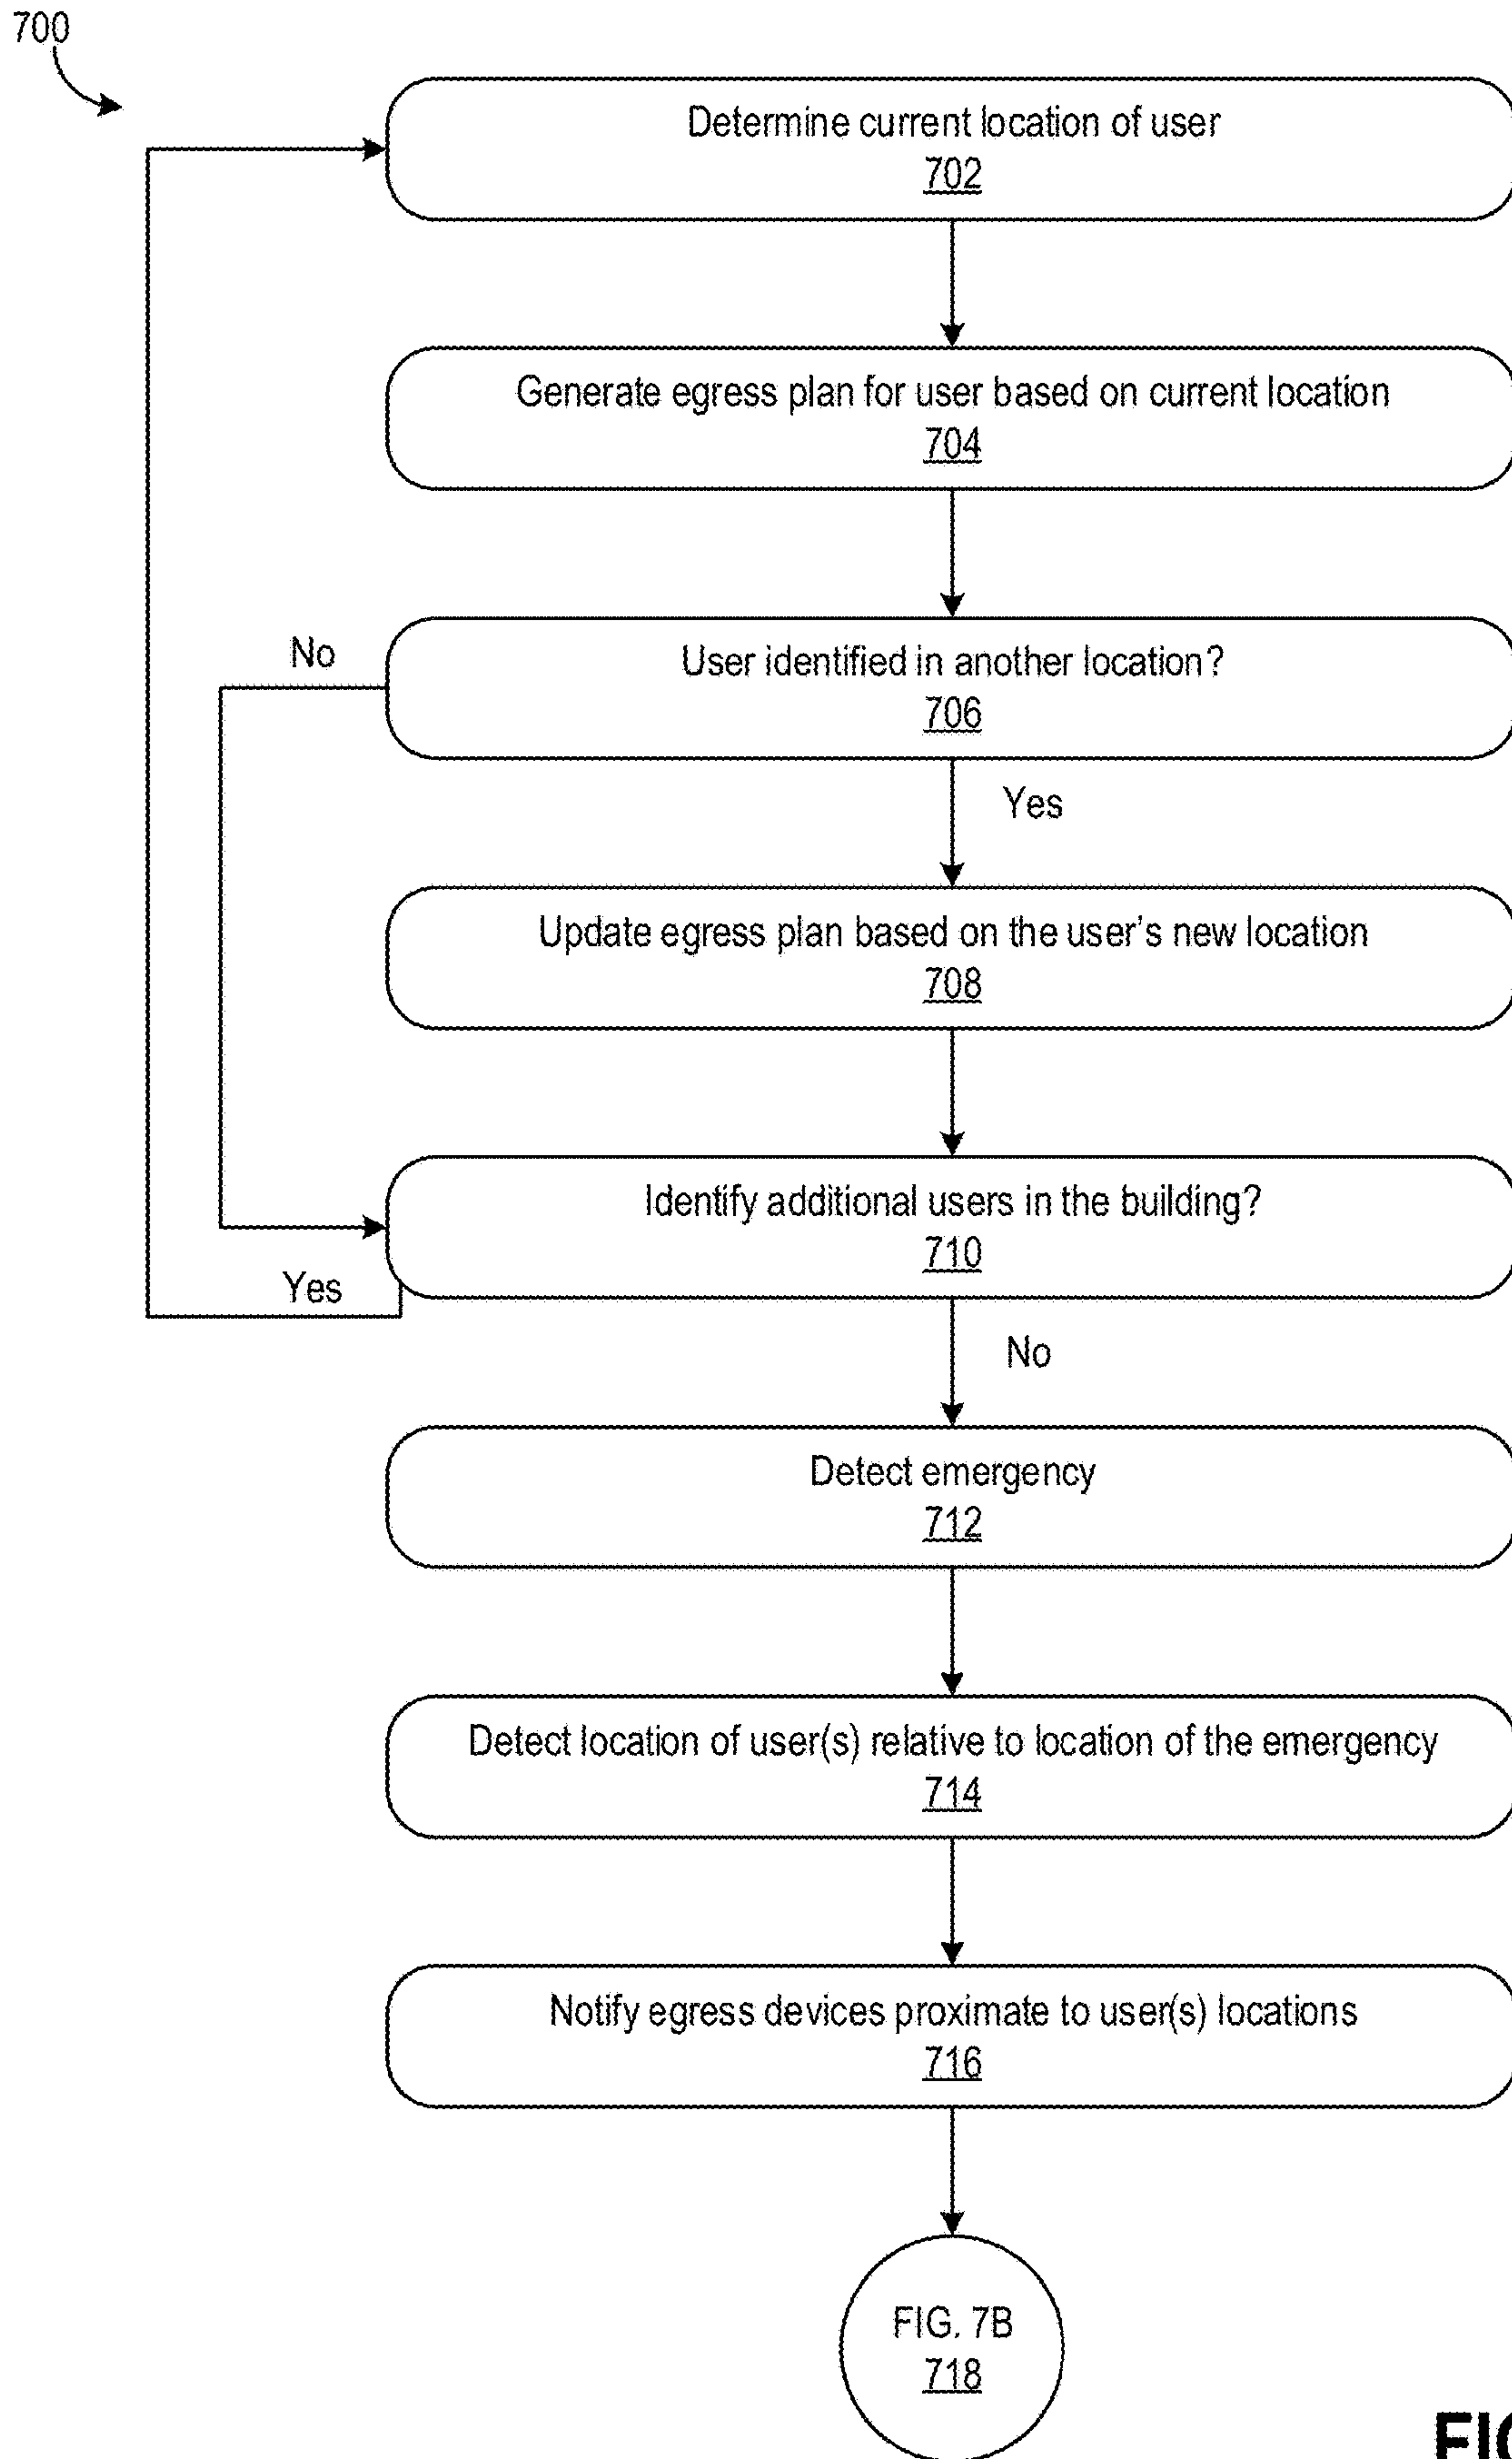 700
Determine current location of user
702
Generate egress plan for user based on current location
704
No
User identified in another location?
706
Yes
Update egress plan based on the user's new location
708
Identify additional users in the building?
710
Yes
No
Detect emergency
712
Detect location of user(s) relative to location of the emergency
714
Notify egress devices proximate to user(s) locations
716
FIG. 7B
718